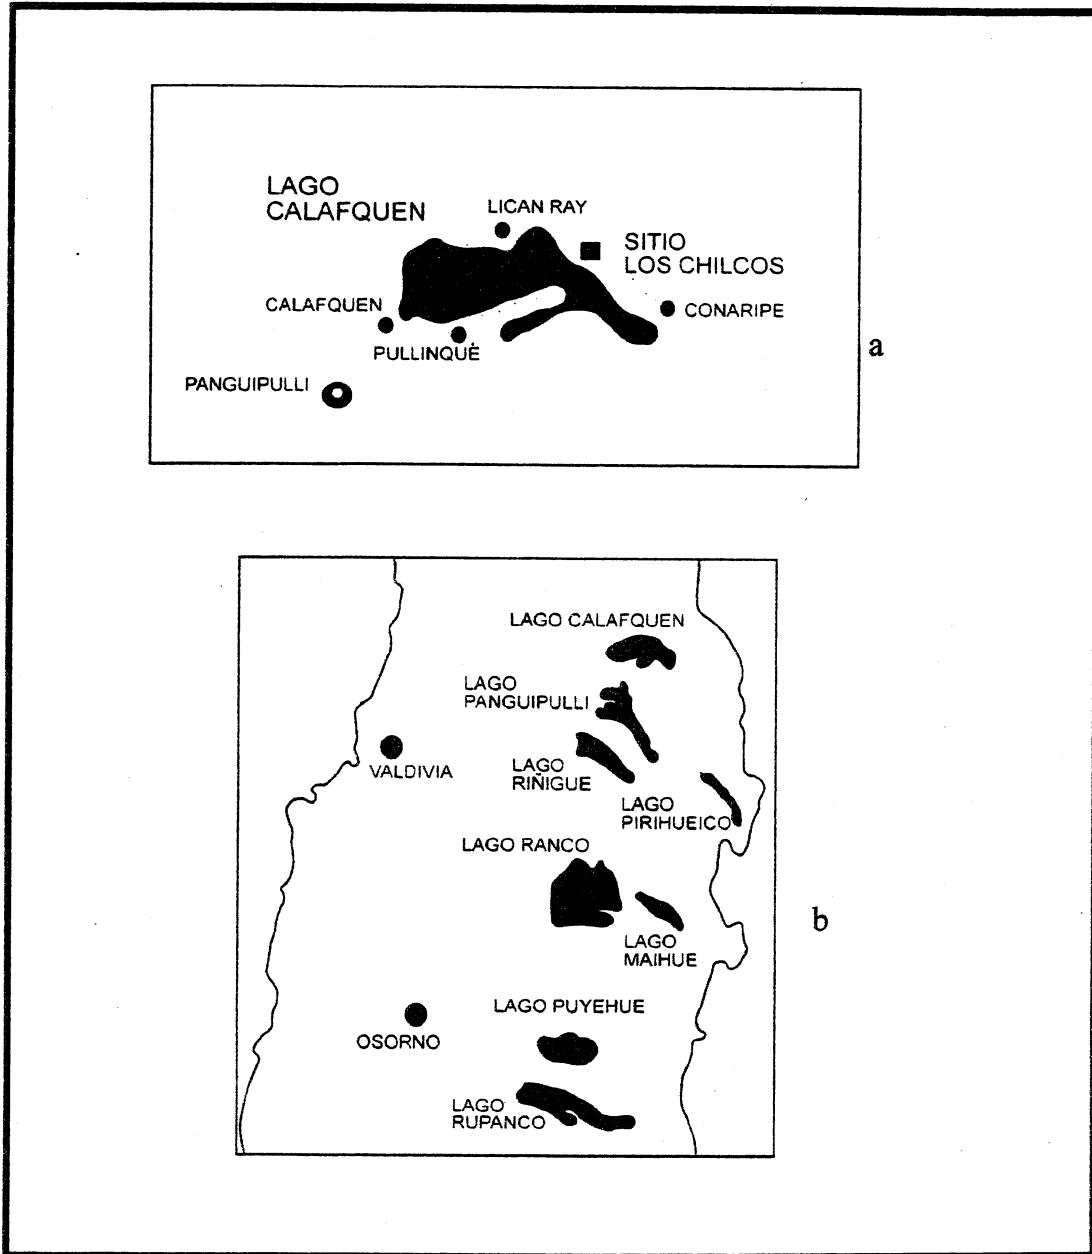 LAGO
CALAFQUEN
LICAN RAY
SITIO
LOS CHILCOS
CALAFQUEN
CONARIPE
PULLINQUÉ
PANGUIPULLI
a
LAGO CALAFQUEN
LAGO
PANGUIPULLI
VALDIVIA
LAGO
RIÑIGUE
LAGO
PIRIHUEICO
LAGO RANCO
LAGO
MAIHUE
b
LAGO PUYEHUE
OSORNO
LAGO
RUPANCO